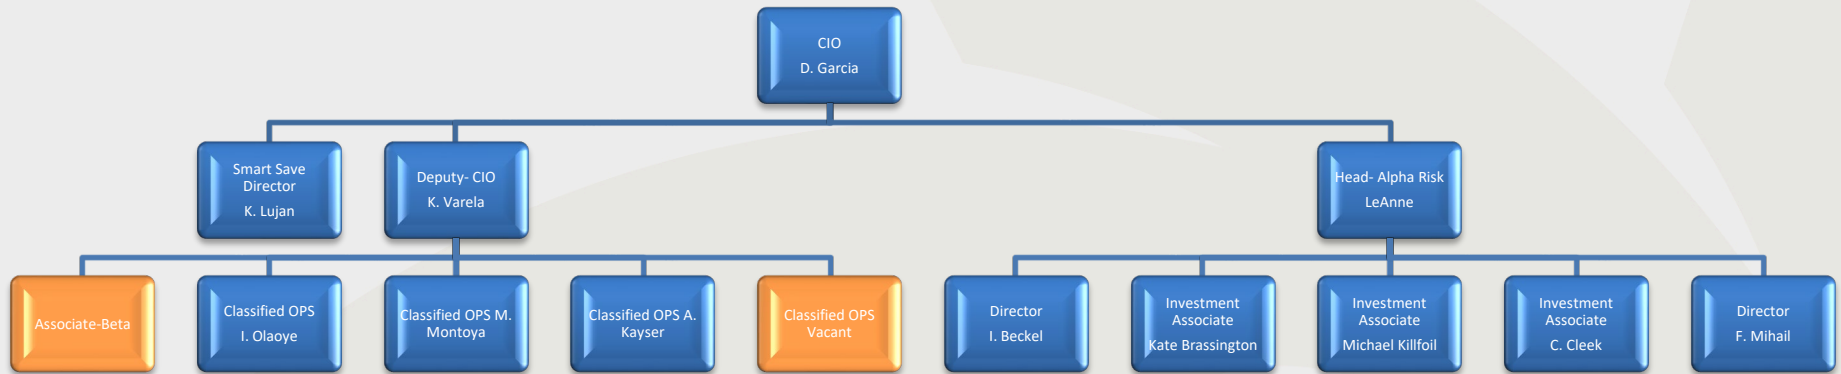 CIO
D. Garcia
Smart Save
Director
K. Lujan
Deputy- CIO
K. Varela
Head- Alpha Risk
LeAnne
Associate-Beta
Classified OPS
I. Olaoye
Classified OPS M.
Montoya
Classified OPS A.
Kayser
Classified OPS
Vacant
Director
I. Beckel
Investment
Associate
Kate Brassington
Investment
Associate
Michael Killfoil
Investment
Associate
C. Cleek
Director
F. Mihail